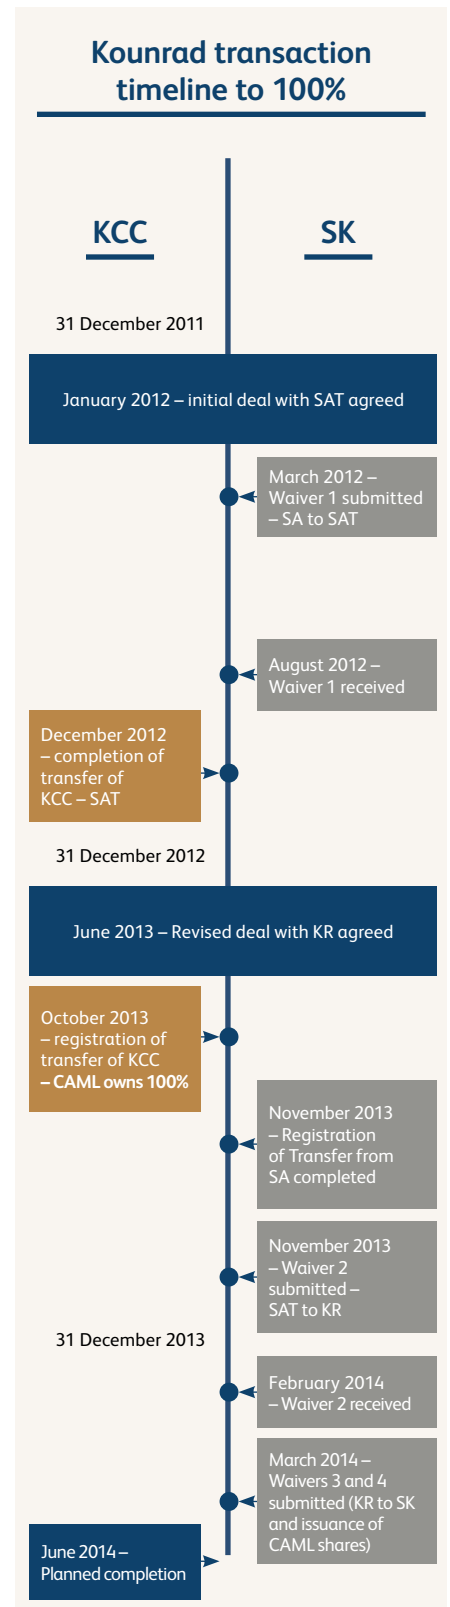 Kounrad transaction
timeline to 100%
KCC
SK
31 December 2011
January 2012 – initial deal with SAT agreed
March 2012 –
Waiver 1 submitted
– SA to SAT
August 2012 –
Waiver 1 received
December 2012
– completion of
transfer of
KCC – SAT
31 December 2012
June 2013 – Revised deal with KR agreed
October 2013
– registration of
transfer of KCC
– CAML owns 100%
November 2013
– Registration
of Transfer from
SA completed
November 2013
– Waiver 2
submitted –
SAT to KR
31 December 2013
February 2014
– Waiver 2 received
March 2014 –
Waivers 3 and 4
submitted (KR to SK
and issuance of
CAML shares)
June 2014 –
Planned completion